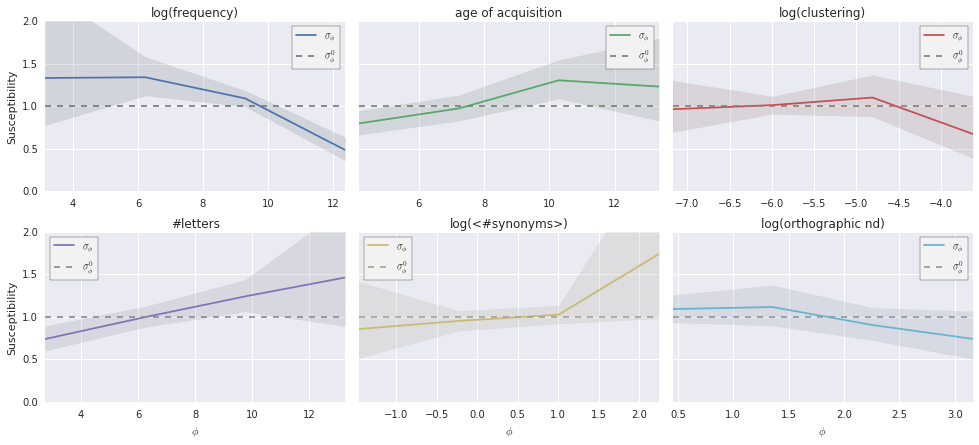 log(frequency)
age of acquisition
log(clustering)
Susceptibility
2.0
1.5
1.0
0.5
0.0
σ_ϕ
σ_ϕ^0
σ_ϕ
σ_ϕ^0
σ_ϕ
σ_ϕ^0
4 6 8 10 12
4 6 8 10 12
−7.0 −6.5 −6.0 −5.5 −5.0 −4.5 −4.0
#letters
log(<#synonyms>)
log(orthographic nd)
Susceptibility
2.0
1.5
1.0
0.5
0.0
σ_ϕ
σ_ϕ^0
σ_ϕ
σ_ϕ^0
σ_ϕ
σ_ϕ^0
4 6 8 10 12
−1.0 −0.5 0.0 0.5 1.0 1.5 2.0
0.5 1.0 1.5 2.0 2.5 3.0
ϕ
ϕ
ϕ